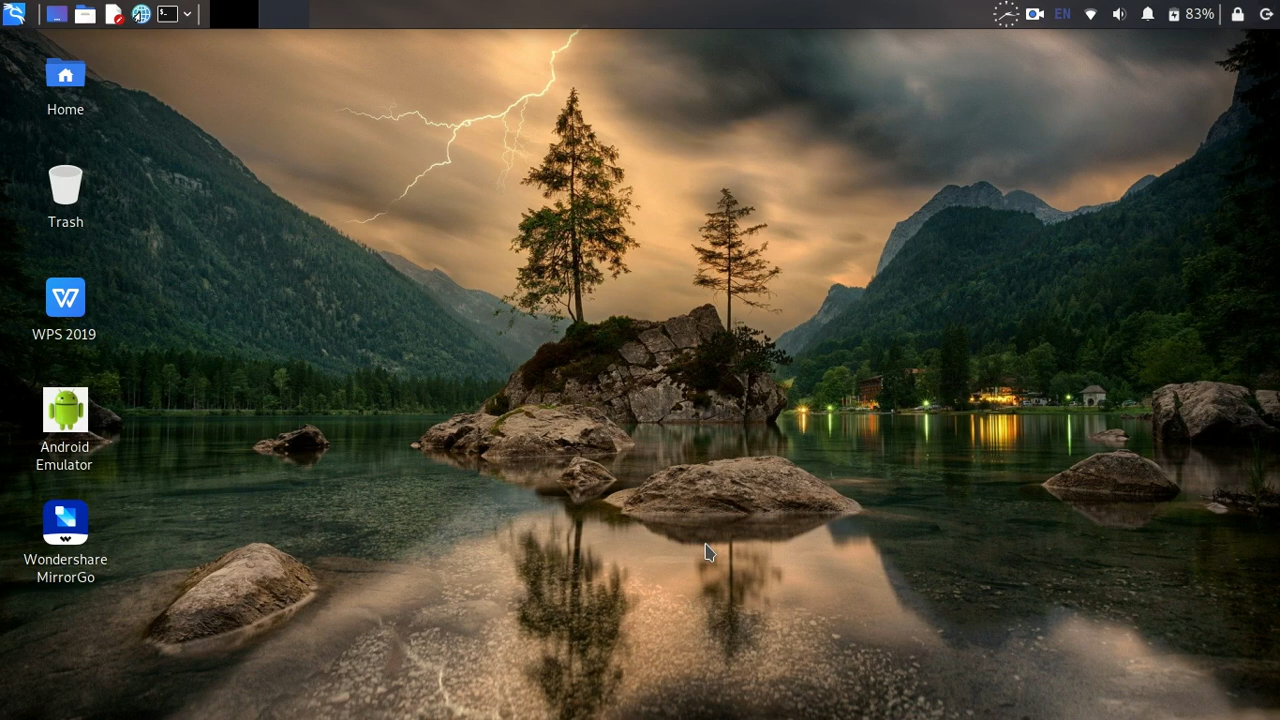 EN
83%
Home
Trash
WPS 2019
Android
Emulator
Wondershare
MirrorGo